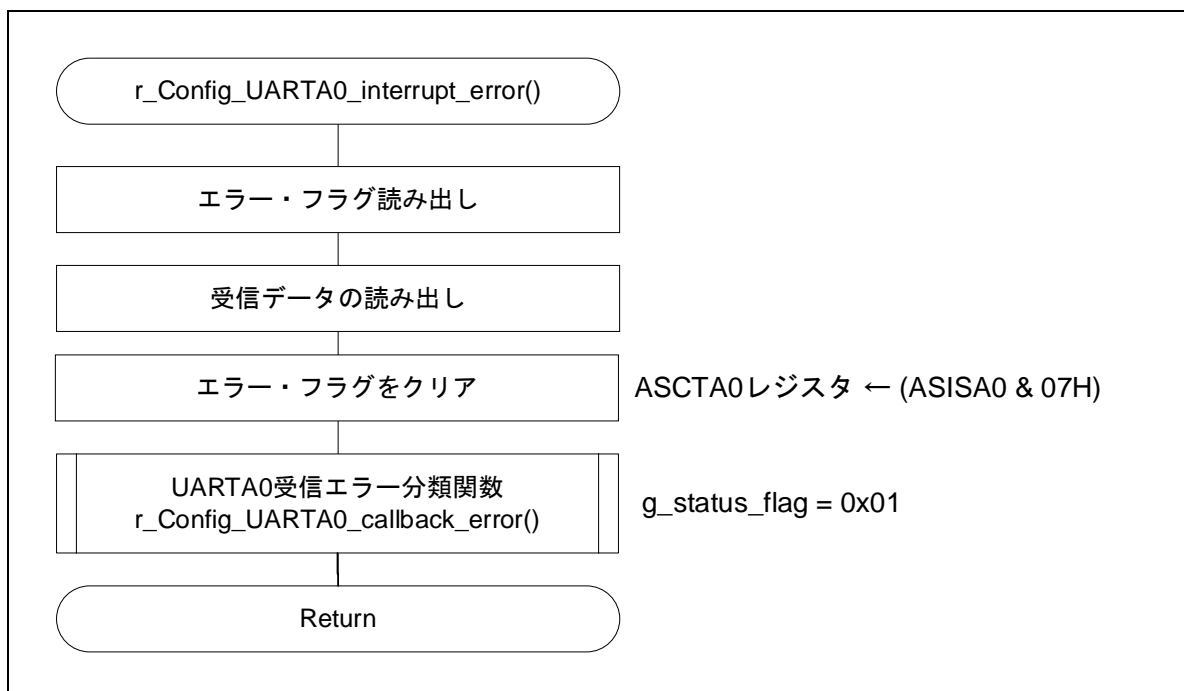 r_Config_UARTA0_interrupt_error()
エラー・フラグ読み出し
受信データの読み出し
エラー・フラグをクリア
ASCTA0レジスタ ← (ASISA0 & 07H)
UARTA0受信エラー分類関数
r_Config_UARTA0_callback_error()
g_status_flag = 0x01
Return